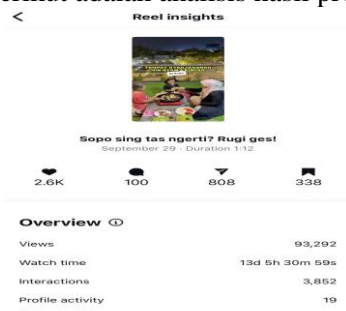 Reel insights
Sopo sing tas ngerti? Rugi ges!
September 29 · Duration 1:12
2.6K 100 808 338
Overview
Views 93,292
Watch time 13d 5h 30m 59s
Interactions 3,852
Profile activity 19